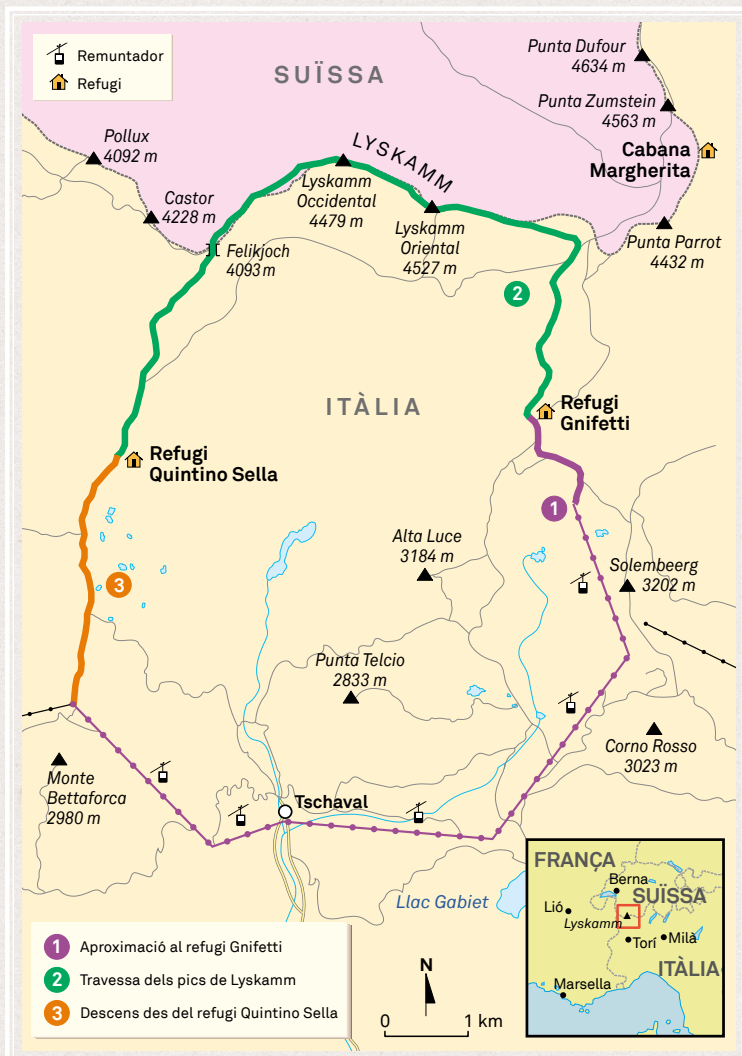 Remuntador
Refugi
SUÏSSA
Punta Dufour
4634 m
Punta Zumstein
4563 m
Cabana
Margherita
Pollux
4092 m
LYSKAMM
Castor
4228 m
Lyskamm
Occidental
4479 m
Lyskamm
Oriental
4527 m
Punta Parrot
4432 m
Felikjoch
4093 m
2
ITÀLIA
Refugi
Gnifetti
Refugi
Quintino Sella
1
Alta Luce
3184 m
Solembeerg
3202 m
3
Punta Telcio
2833 m
Corno Rosso
3023 m
Monte
Bettaforca
2980 m
Tschaval
Llac Gabiet
1 Aproximació al refugi Gnifetti
2 Travessa dels pics de Lyskamm
3 Descens des del refugi Quintino Sella
N
0 1 km
FRANÇA
Berna
SUÏSSA
Lió
Lyskamm
Torí
Milà
ITÀLIA
Marsella